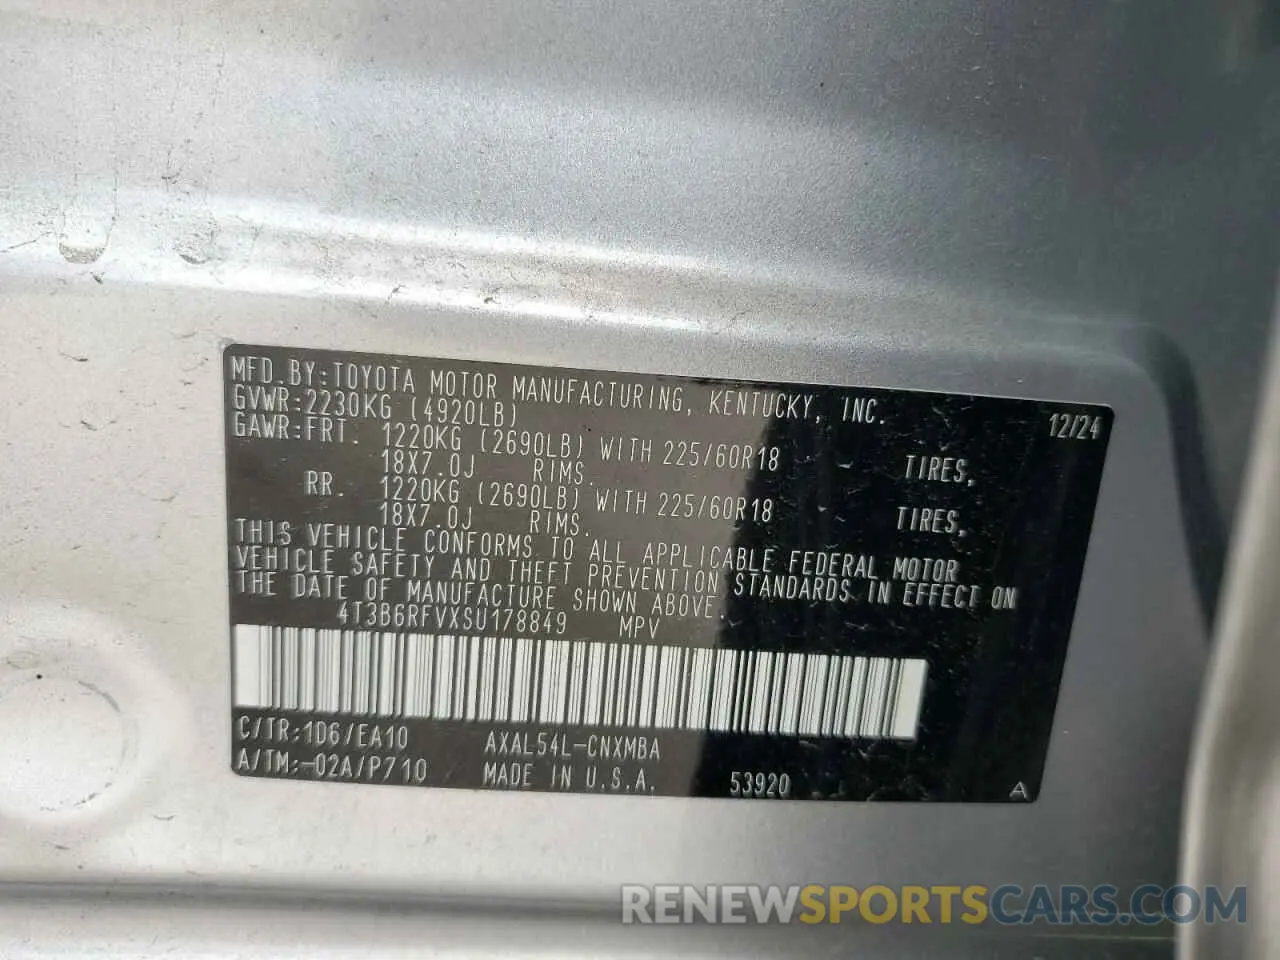 MFD.BY:TOYOTA MOTOR MANUFACTURING, KENTUCKY, INC. 12/24
GVWR:2230KG (4920LB)
GAWR:FRT. 1220KG (2690LB) WITH 225/60R18 TIRES,
18X7.0J RIMS.
RR. 1220KG (2690LB) WITH 225/60R18 TIRES,
18X7.0J RIMS.
THIS VEHICLE CONFORMS TO ALL APPLICABLE FEDERAL MOTOR
VEHICLE SAFETY AND THEFT PREVENTION STANDARDS IN EFFECT ON
THE DATE OF MANUFACTURE SHOWN ABOVE.
4T3B6RFVXSU178849 MPV
C/TR:1D6/EA10 AXAL54L-CNXMBA
A/TM:-02A/P710 MADE IN U.S.A. 53920 A
RENEWSPORTSCARS.COM